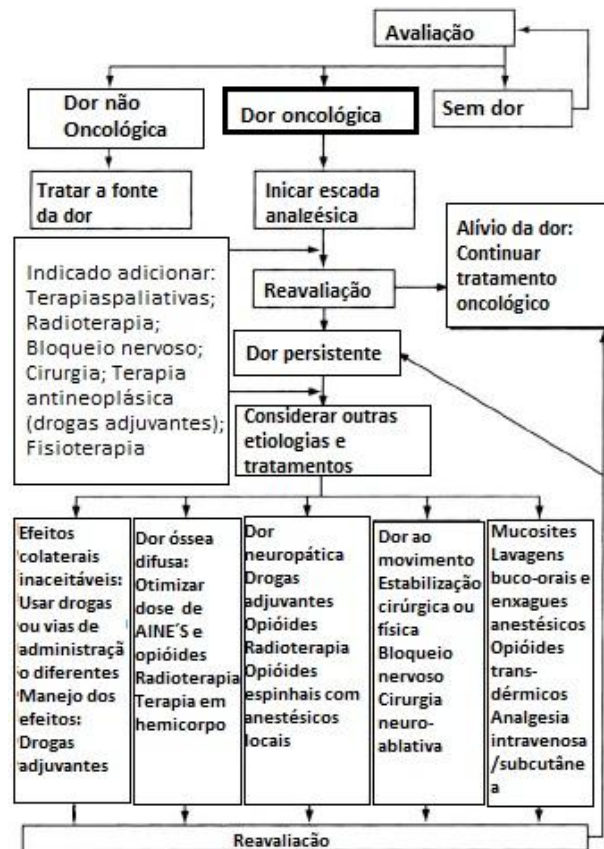 Avaliação
Dor não
Oncológica
Dor oncológica
Sem dor
Tratar a fonte
da dor
Inicar escada
analgésica
Alívio da dor:
Continuar
tratamento
oncológico
Indicado adicionar:
Terapiaspaliativas;
Radioterapia;
Bloqueio nervoso;
Cirurgia; Terapia
antineoplásica
(drogas adjuvantes);
Fisioterapia
Reavaliação
Dor persistente
Considerar outras
etiologias e
tratamentos
Efeitos
colaterais
inaceitáveis:
Usar drogas
ou vias de
administraçã
o diferentes
Manejo dos
efeitos:
Drogas
adjuvantes
Dor óssea
difusa:
Otimizar
dose de
AINE´S e
opióides
Radioterapia
Terapia em
hemicorpo
Dor
neuropática
Drogas
adjuvantes
Opióides
Radioterapia
Opióides
espinhais com
anestésicos
locais
Dor ao
movimento
Estabilização
cirúrgica ou
física
Bloqueio
nervoso
Cirurgia
neuro-
ablativa
Mucosites
Lavagens
buco-orais e
enxagues
anestésicos
Opióides
trans-
dérmicos
Analgesia
intravenosa
/subcutâne
a
Reavaliacão